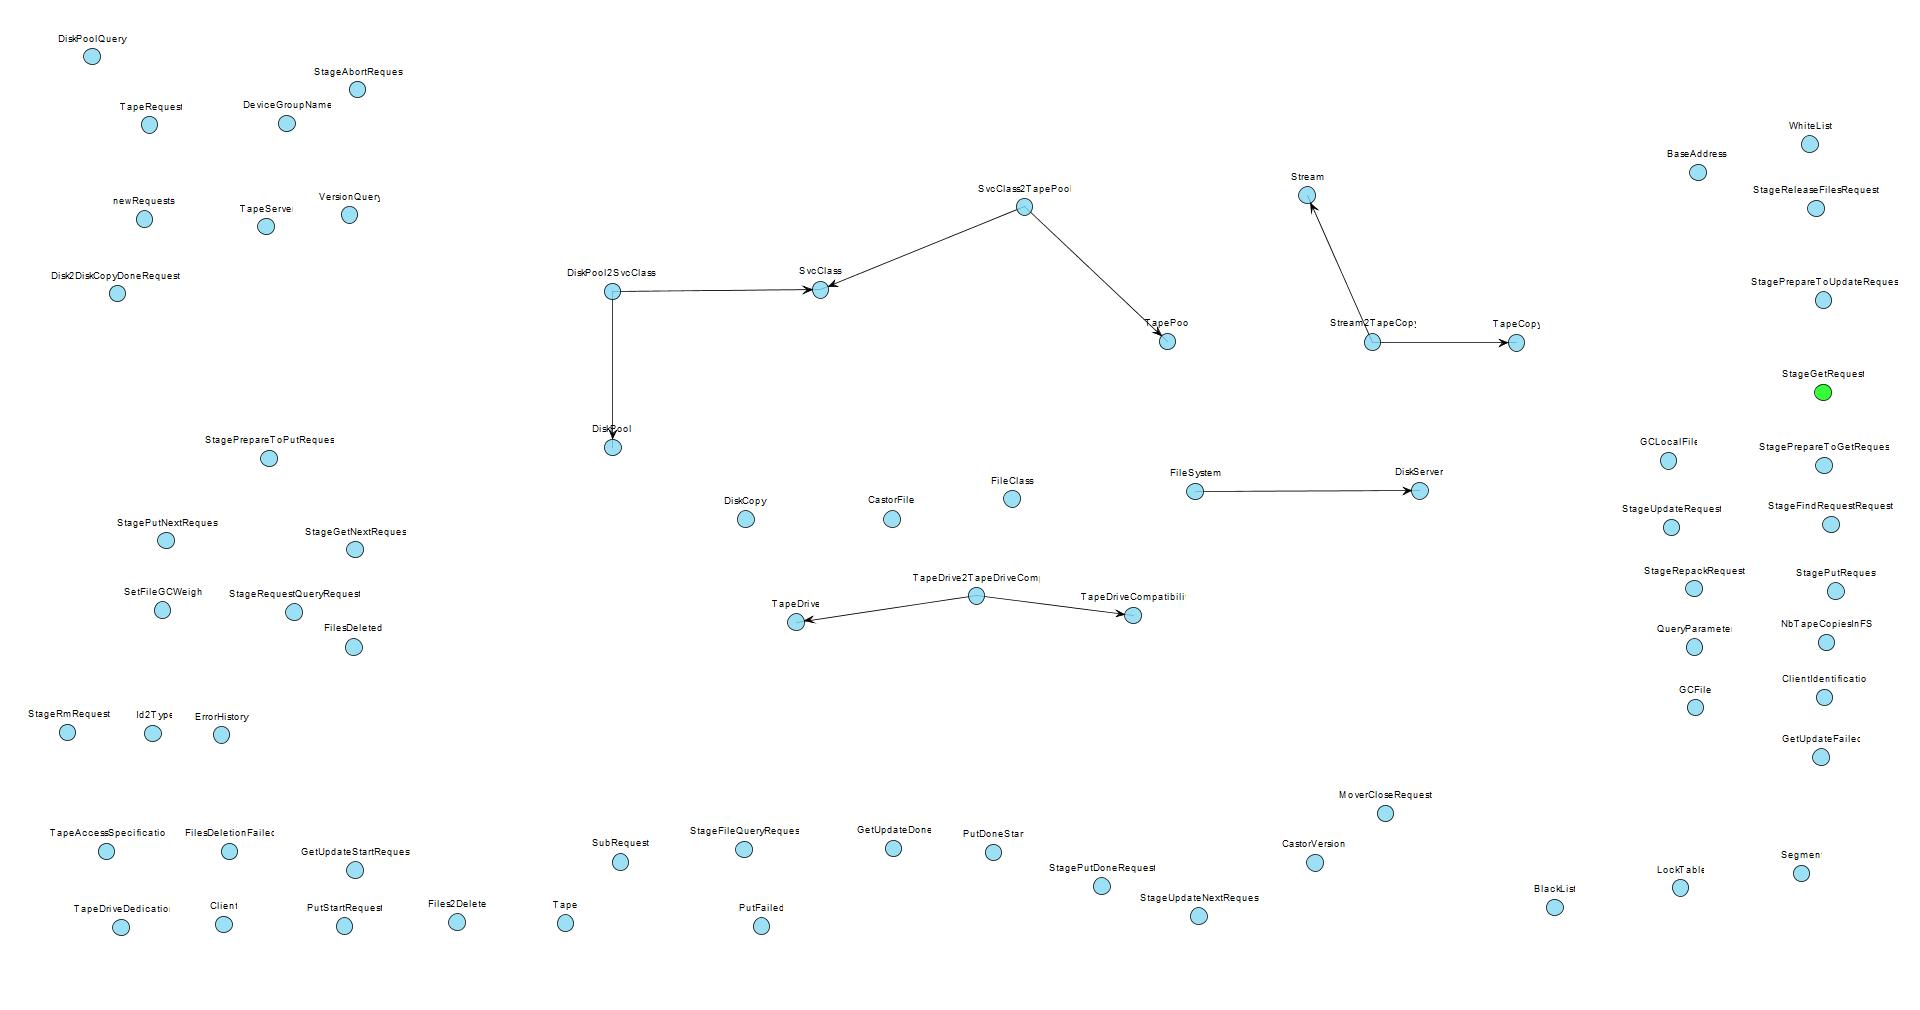 DiskPoolQuery
StageAbortReques
TapeRequest
DeviceGroupName
WhiteList
BaseAddress
Stream
SvcClass2TapePool
StageReleaseFilesRequest
newRequests
TapeServe
VersionQuery
Disk2DiskCopyDoneRequest
DiskPool2SvcClass
SvcClass
StagePrepareToUpdateReques
TapePoo
Stream2TapeCopy
TapeCopy
StageGetRequest
DiskPool
StagePrepareToPutReques
GCLocalFile
StagePrepareToGetReques
FileSystem
DiskServer
FileClass
DiskCopy
CastorFile
StageUpdateRequest
StageFindRequestRequest
StagePutNextReques
StageGetNextReques
StageRepackRequest
StagePutReques
TapeDrive2TapeDriveComp
SetFileGCWeigh
StageRequestQueryRequest
TapeDrive
TapeDriveCompatibili
FilesDeleted
QueryParamete
NbTapeCopiesInFS
ClientIdentificatio
GCFile
StageRmRequest
Id2Type
ErrorHistory
GetUpdateFailed
MoverCloseRequest
TapeAccessSpecificatio
FilesDeletionFailed
GetUpdateStartReques
SubRequest
StageFileQueryReques
GetUpdateDone
PutDoneStar
CastorVersion
StagePutDoneRequest
LockTable
Segmen
TapeDriveDedicatio
Client
PutStartRequest
Files2Delete
Tape
PutFailed
StageUpdateNextReques
BlackList